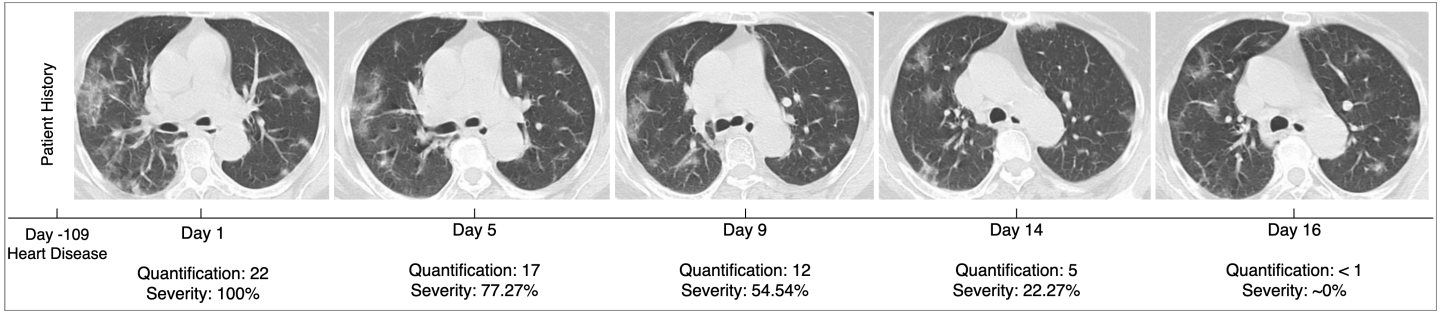 Patient History
Day -109
Heart Disease
Day 1
Quantification: 22
Severity: 100%
Day 5
Quantification: 17
Severity: 77.27%
Day 9
Quantification: 12
Severity: 54.54%
Day 14
Quantification: 5
Severity: 22.27%
Day 16
Quantification: < 1
Severity: ~0%